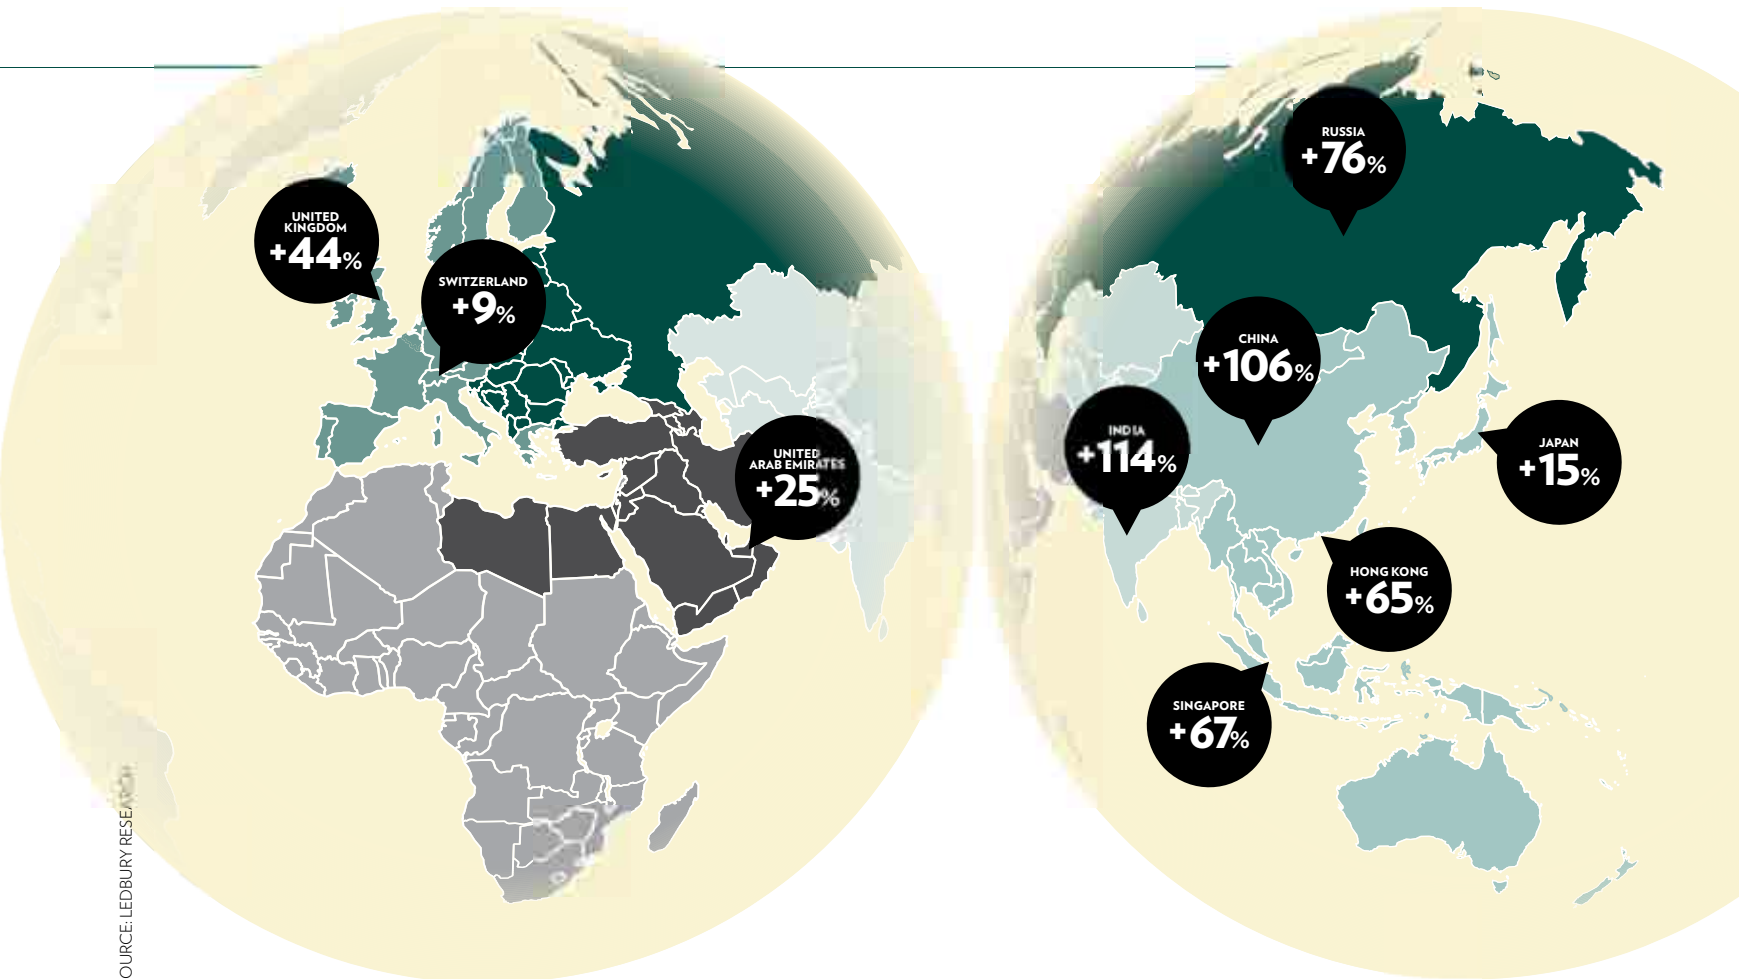 UNITED
KINGDOM
+44%
SWITZERLAND
+9%
UNITED
ARAB EMIRATES
+25%
RUSSIA
+76%
CHINA
+106%
INDIA
+114%
JAPAN
+15%
HONG KONG
+65%
SINGAPORE
+67%
OURCE: LEDBURY RESEARCH